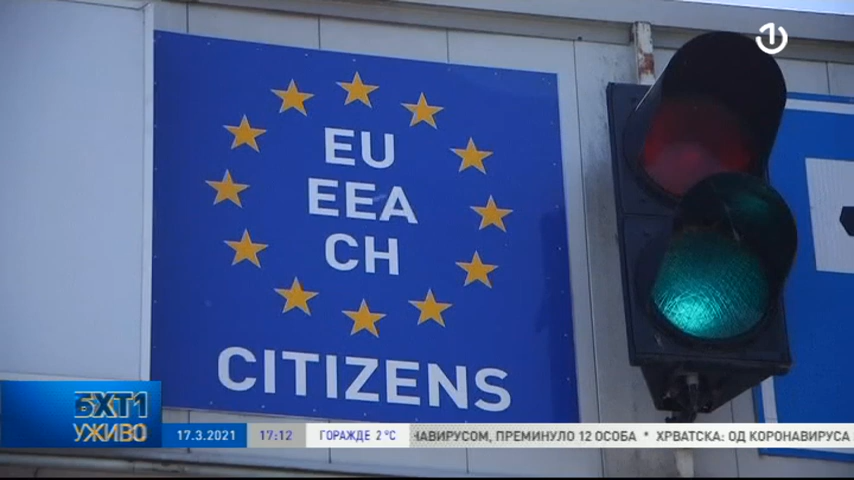 EU
EEA
CH
CITIZENS
БХТ1
УЖИВО
17.3.2021
17:12
ГОРАЖДЕ 2°C
НАВИРУСОМ, ПРЕМИНУЛО 12 ОСОБА * ХРВАТСКА: ОД КОРОНАВИРУСА